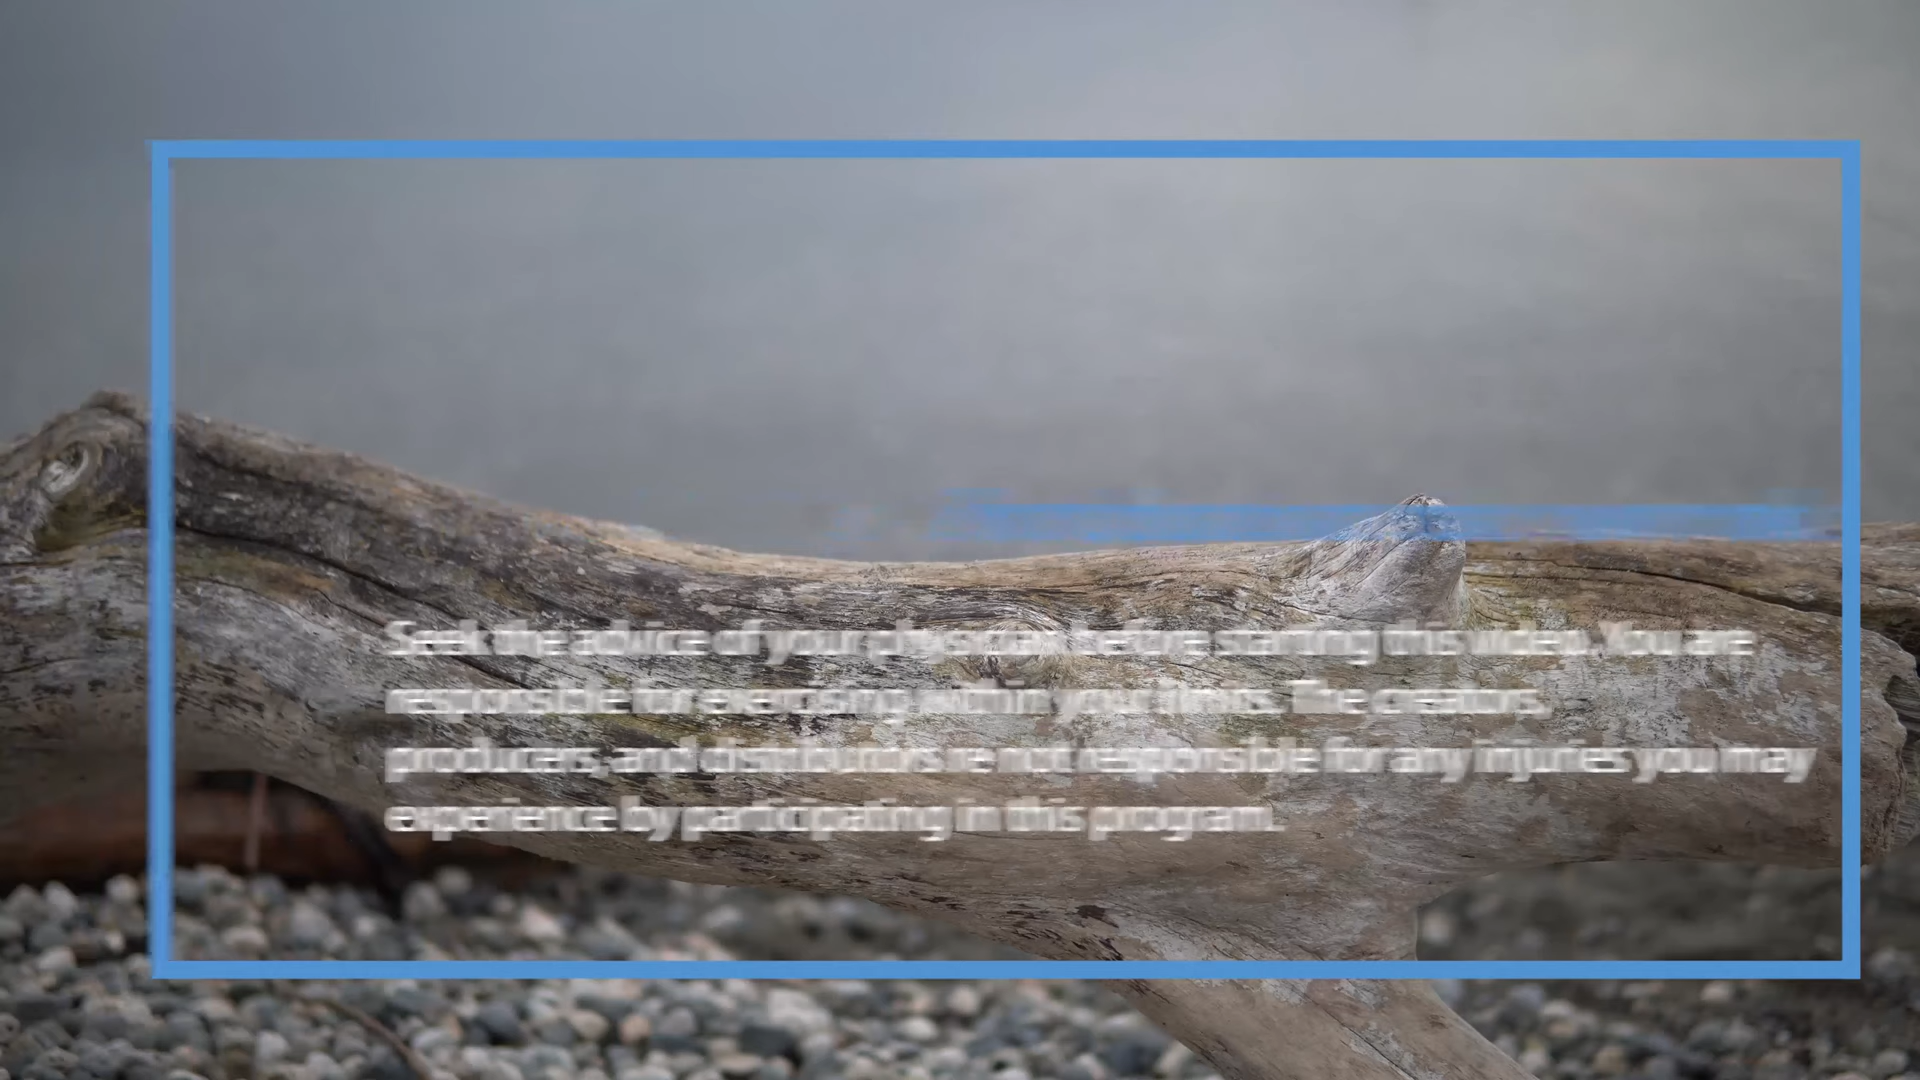 Seek the advice of your physician before starting this video. You are
responsible for exercising within your limits. The creators,
producers, and distributors re not responsible for any injuries you may
experience by participating in this program.